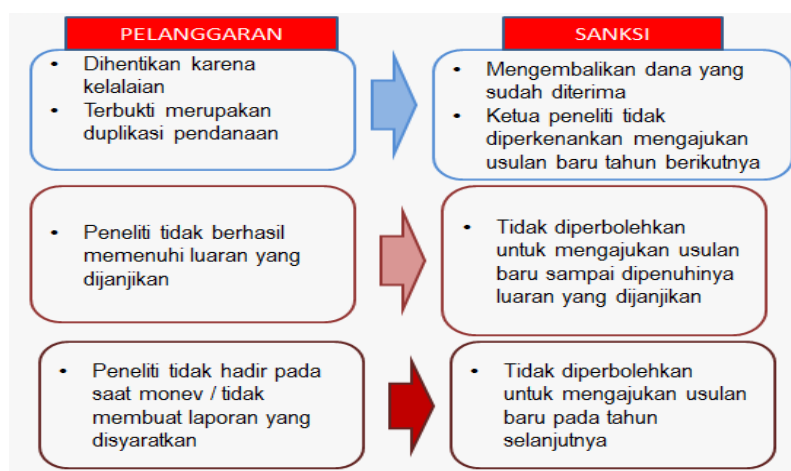 PELANGGARAN
SANKSI
• Dihentikan karena
kelalaian
• Terbukti merupakan
duplikasi pendanaan
• Mengembalikan dana yang
sudah diterima
• Ketua peneliti tidak
diperkenankan mengajukan
usulan baru tahun berikutnya
• Peneliti tidak berhasil
memenuhi luaran yang
dijanjikan
• Tidak diperbolehkan
untuk mengajukan usulan
baru sampai dipenuhinya
luaran yang dijanjikan
• Peneliti tidak hadir pada
saat monev / tidak
membuat laporan yang
disyaratkan
• Tidak diperbolehkan
untuk mengajukan usulan
baru pada tahun
selanjutnya